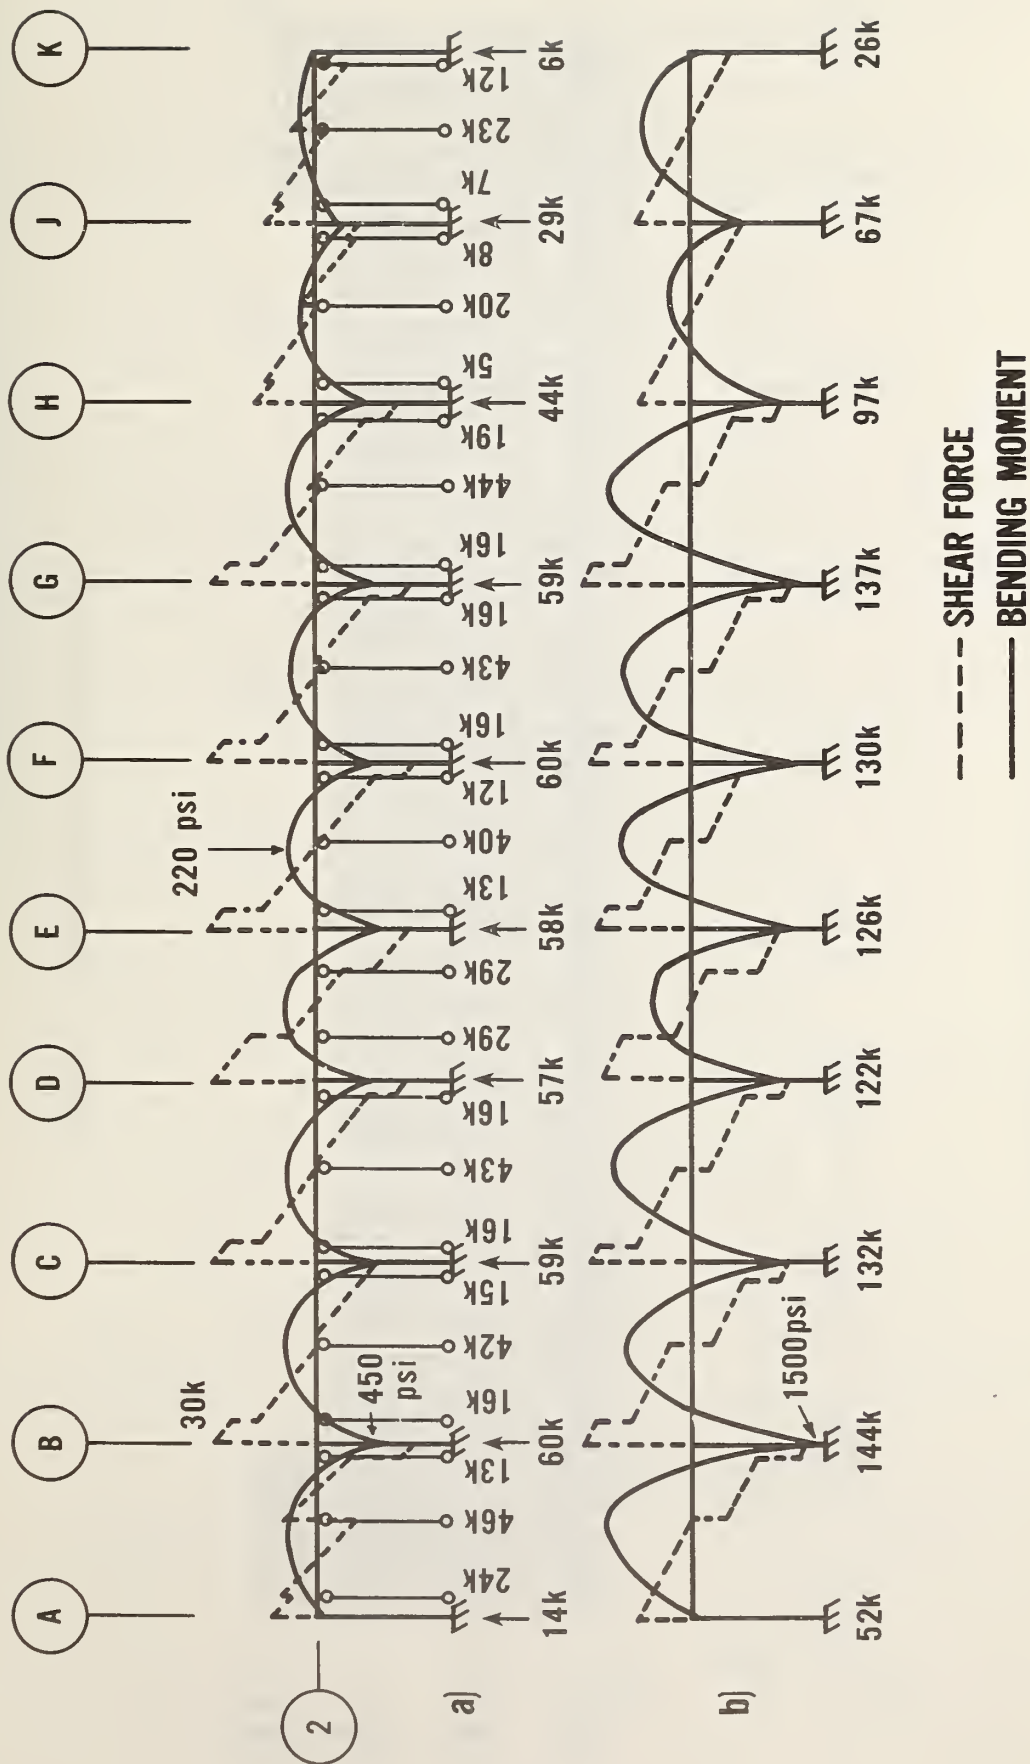 A B C D E F G H J K
30k
220 psi
2
450
psi
24k 46k 13k 16k 42k 15k 16k 43k 16k 29k 29k 13k 40k 12k 16k 43k 16k 16k 44k 19k 5k 20k 8k 7k 23k 12k
a)
14k 60k 59k 57k 58k 60k 59k 44k 29k 6k
b)
1500psi
52k 144k 132k 122k 126k 130k 137k 97k 67k 26k
SHEAR FORCE
BENDING MOMENT